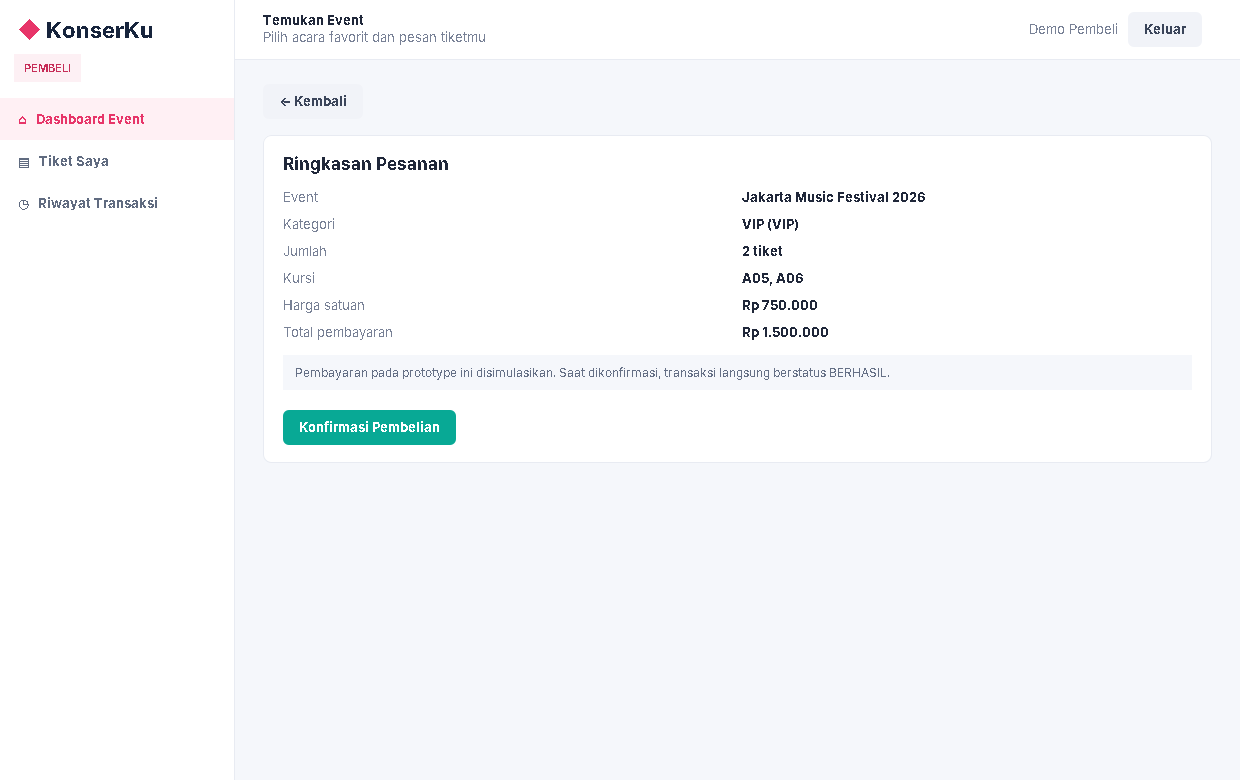 KonserKu
PEMBELI
Dashboard Event
Tiket Saya
Riwayat Transaksi
Temukan Event
Pilih acara favorit dan pesan tiketmu
Demo Pembeli
Keluar
← Kembali
Ringkasan Pesanan
Event Jakarta Music Festival 2026
Kategori VIP (VIP)
Jumlah 2 tiket
Kursi A05, A06
Harga satuan Rp 750.000
Total pembayaran Rp 1.500.000
Pembayaran pada prototype ini disimulasikan. Saat dikonfirmasi, transaksi langsung berstatus BERHASIL.
Konfirmasi Pembelian